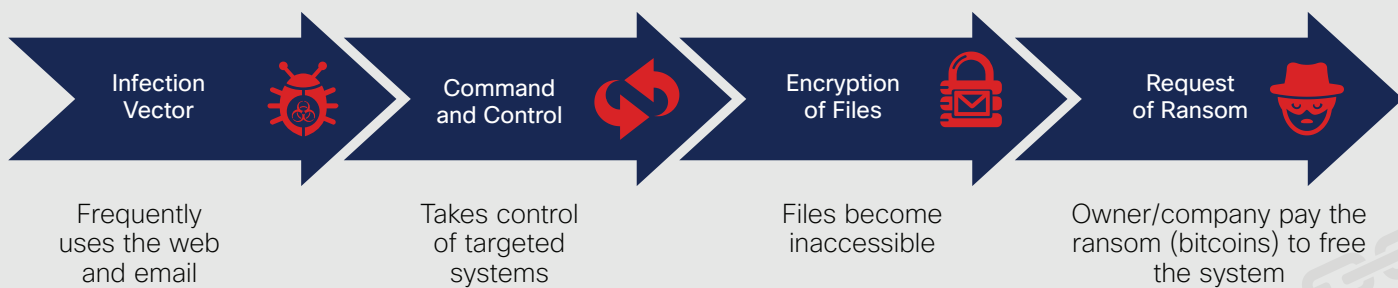 Infection
Vector
Command
and Control
Encryption
of Files
Request
of Ransom
Frequently
uses the web
and email
Takes control
of targeted
systems
Files become
inaccessible
Owner/company pay the
ransom (bitcoins) to free
the system